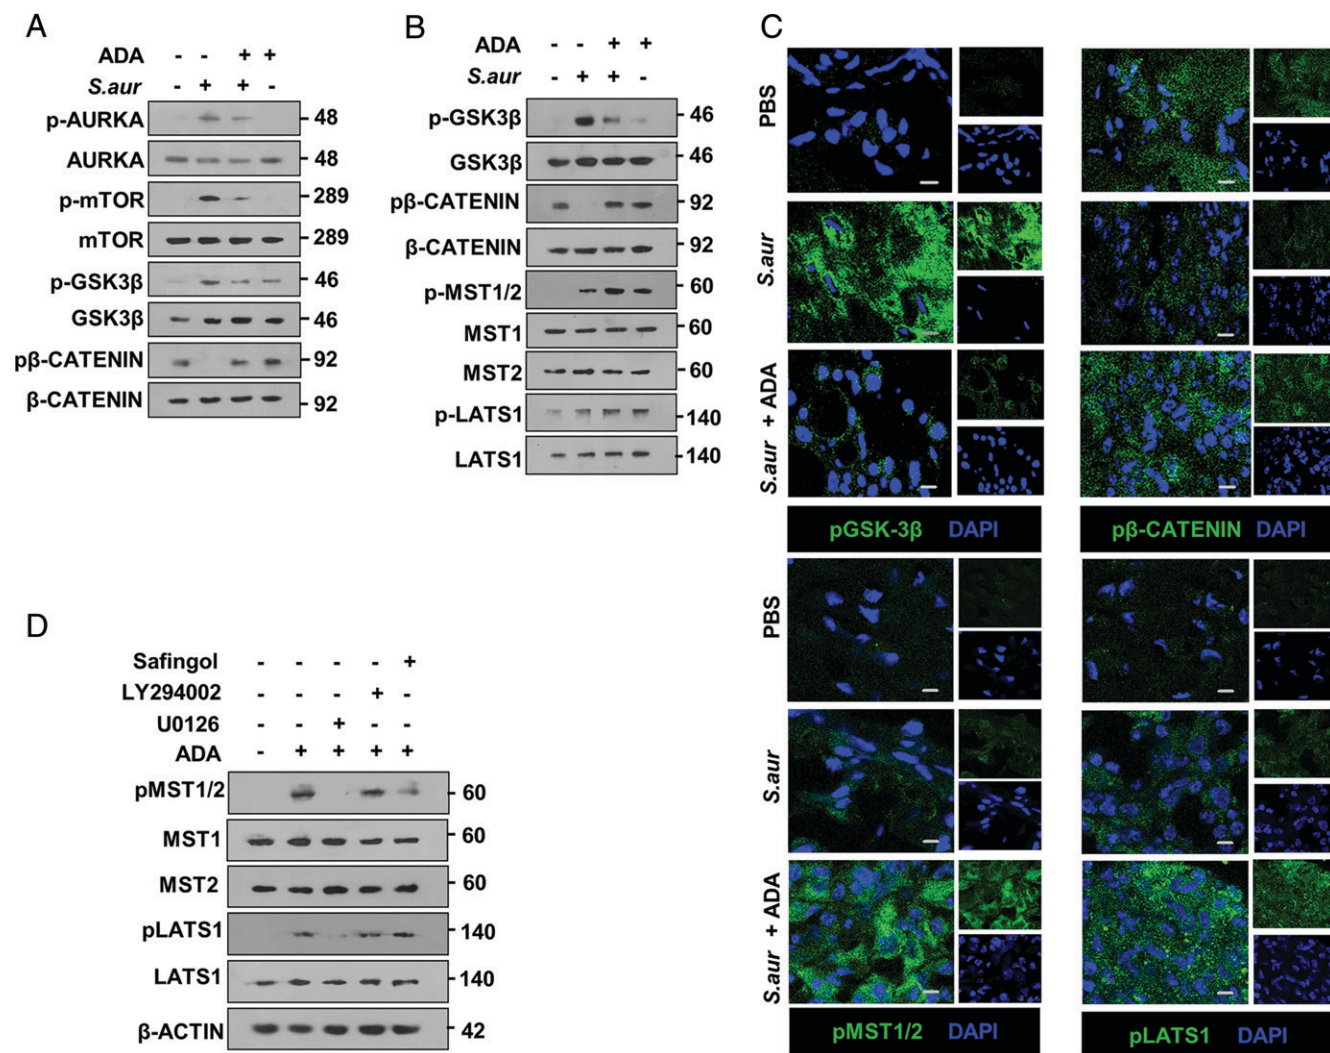 A
ADA - - + +
S.aur - + + -
p-AURKA 48
AURKA 48
p-mTOR 289
mTOR 289
p-GSK3β 46
GSK3β 46
pβ-CATENIN 92
β-CATENIN 92
B
ADA - - + +
S.aur - + + -
p-GSK3β 46
GSK3β 46
pβ-CATENIN 92
β-CATENIN 92
p-MST1/2 60
MST1 60
MST2 60
p-LATS1 140
LATS1 140
C
PBS
S.aur
S.aur + ADA
pGSK-3β DAPI
pβ-CATENIN DAPI
PBS
S.aur
S.aur + ADA
pMST1/2 DAPI
pLATS1 DAPI
D
Safingol - - - - +
LY294002 - - - + -
U0126 - - + - -
ADA - + + + +
pMST1/2 60
MST1 60
MST2 60
pLATS1 140
LATS1 140
β-ACTIN 42